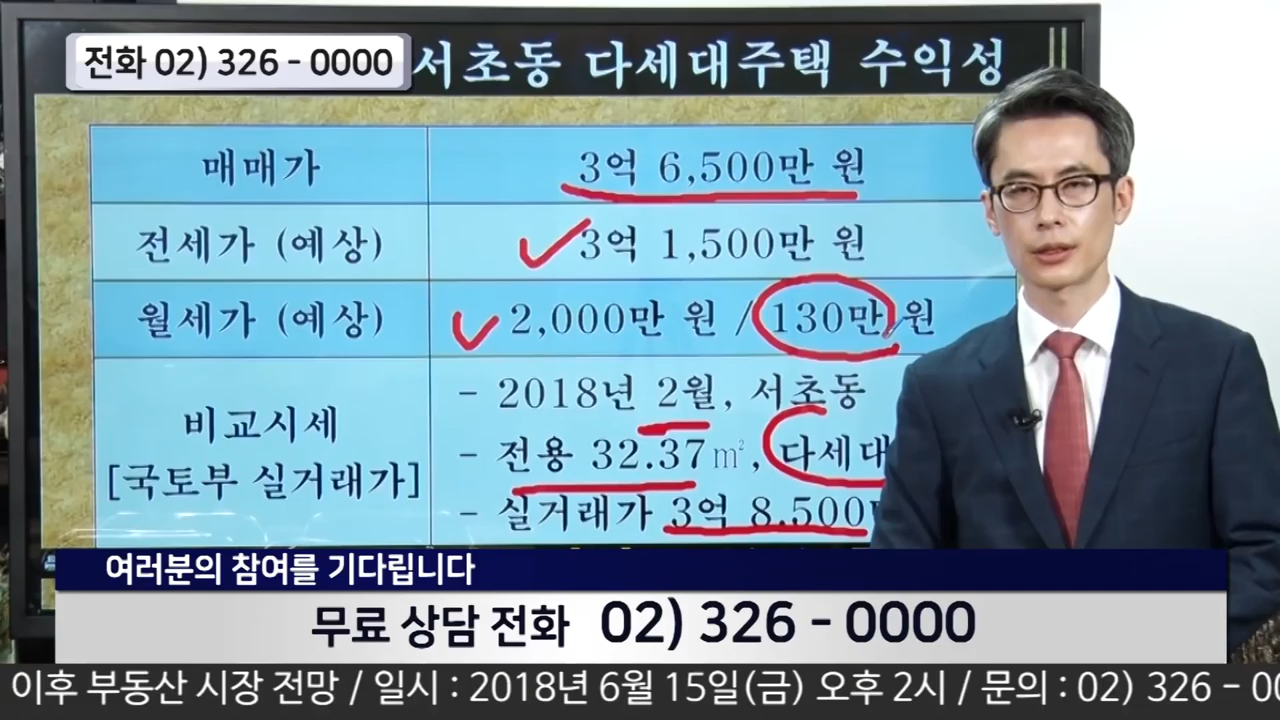 전화 02) 326 - 0000
서초동 다세대주택 수익성
매매가
3억 6,500만 원
전세가 (예상)
3억 1,500만 원
월세가 (예상)
2,000만 원 / 130만 원
비교시세
[국토부 실거래가]
- 2018년 2월, 서초동
- 전용 32.37㎡, 다세대
- 실거래가 3억 8,500
여러분의 참여를 기다립니다
무료 상담 전화 02) 326 - 0000
이후 부동산 시장 전망 / 일시 : 2018년 6월 15일(금) 오후 2시 / 문의 : 02) 326 - 00